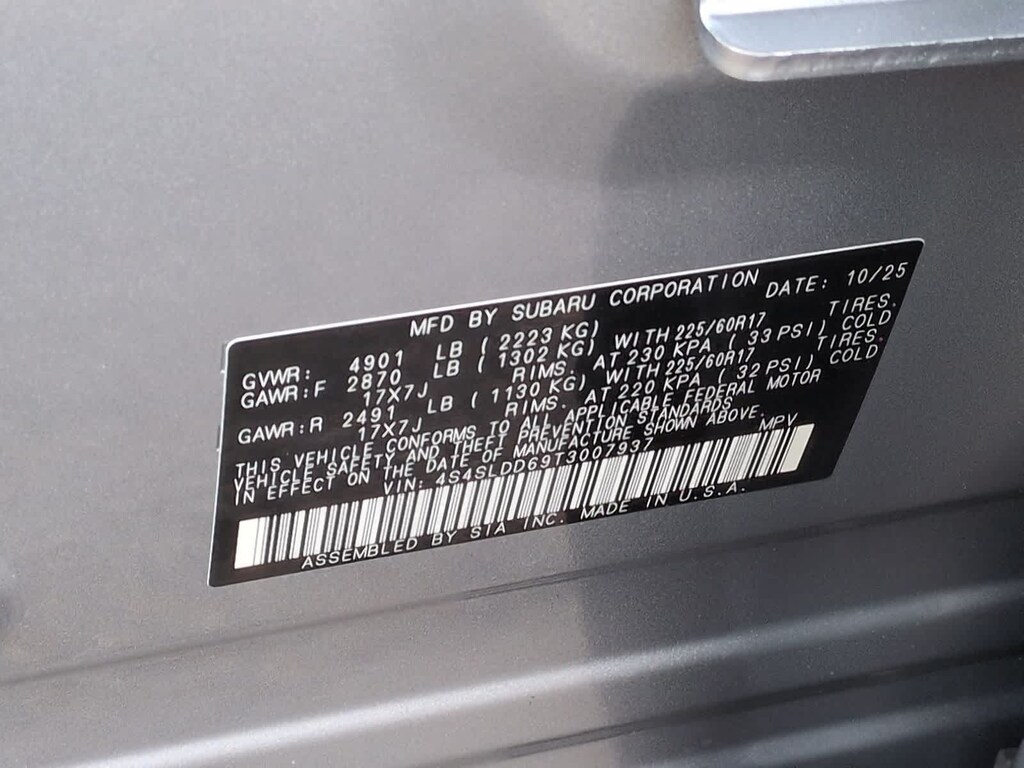 MFD BY SUBARU CORPORATION DATE: 10/25
GVWR: 4901 LB ( 2223 KG)
GAWR:F 2870 LB ( 1302 KG) WITH 225/60R17 TIRES.
17X7J RIMS. AT 230 KPA ( 33 PSI) COLD
GAWR:R 2491 LB ( 1130 KG) WITH 225/60R17 TIRES.
17X7J RIMS. AT 220 KPA ( 32 PSI) COLD
THIS VEHICLE CONFORMS TO ALL APPLICABLE FEDERAL MOTOR
VEHICLE SAFETY AND THEFT PREVENTION STANDARDS
IN EFFECT ON THE DATE OF MANUFACTURE SHOWN ABOVE.
VIN: 4S4SLDD69T3007937 MPV
ASSEMBLED BY STA INC. MADE IN U.S.A.